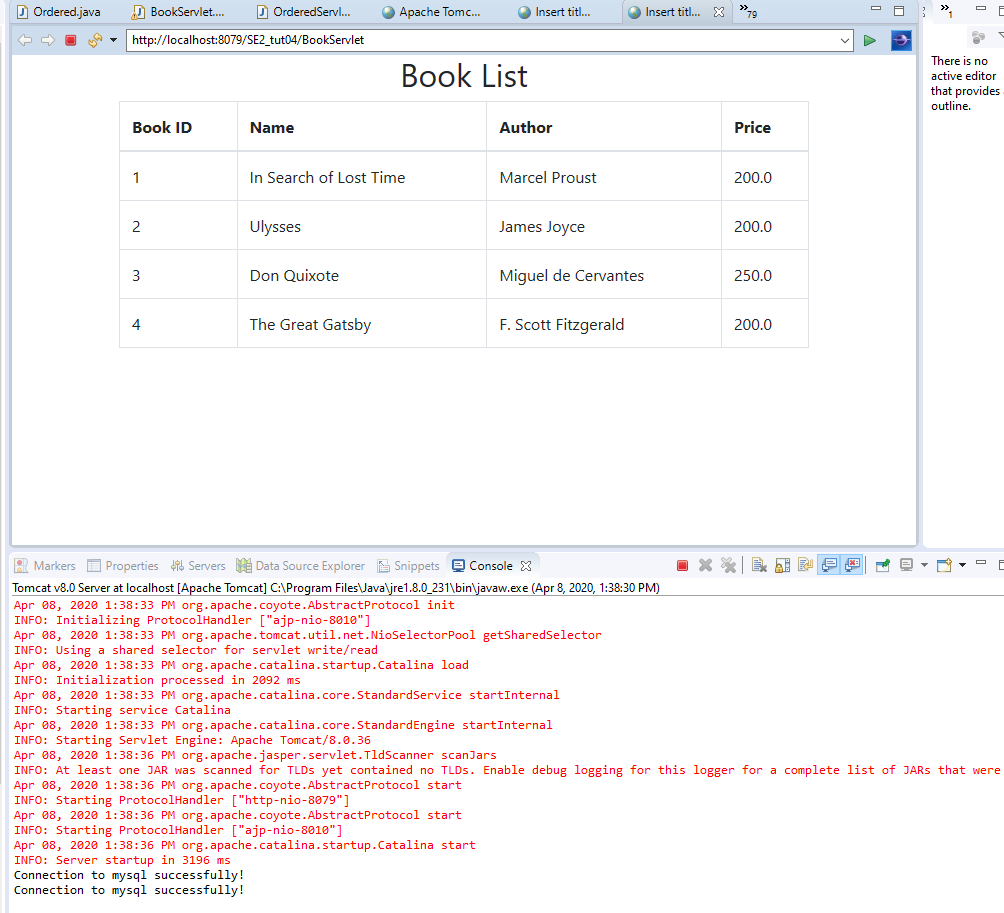 Ordered.java BookServlet.... OrderedServl... Apache Tomc... Insert titl... Insert titl... 79 1
http://localhost:8079/SE2_tut04/BookServlet
There is no
active editor
that provides
outline.
Book List
Book ID Name Author Price
1 In Search of Lost Time Marcel Proust 200.0
2 Ulysses James Joyce 200.0
3 Don Quixote Miguel de Cervantes 250.0
4 The Great Gatsby F. Scott Fitzgerald 200.0
Markers Properties Servers Data Source Explorer Snippets Console
Tomcat v8.0 Server at localhost [Apache Tomcat] C:\Program Files\Java\jre1.8.0_231\bin\javaw.exe (Apr 8, 2020, 1:38:30 PM)
Apr 08, 2020 1:38:33 PM org.apache.coyote.AbstractProtocol init
INFO: Initializing ProtocolHandler ["ajp-nio-8010"]
Apr 08, 2020 1:38:33 PM org.apache.tomcat.util.net.NioSelectorPool getSharedSelector
INFO: Using a shared selector for servlet write/read
Apr 08, 2020 1:38:33 PM org.apache.catalina.startup.Catalina load
INFO: Initialization processed in 2092 ms
Apr 08, 2020 1:38:33 PM org.apache.catalina.core.StandardService startInternal
INFO: Starting service Catalina
Apr 08, 2020 1:38:33 PM org.apache.catalina.core.StandardEngine startInternal
INFO: Starting Servlet Engine: Apache Tomcat/8.0.36
Apr 08, 2020 1:38:36 PM org.apache.jasper.servlet.TldScanner scanJars
INFO: At least one JAR was scanned for TLDs yet contained no TLDs. Enable debug logging for this logger for a complete list of JARs that were
Apr 08, 2020 1:38:36 PM org.apache.coyote.AbstractProtocol start
INFO: Starting ProtocolHandler ["http-nio-8079"]
Apr 08, 2020 1:38:36 PM org.apache.coyote.AbstractProtocol start
INFO: Starting ProtocolHandler ["ajp-nio-8010"]
Apr 08, 2020 1:38:36 PM org.apache.catalina.startup.Catalina start
INFO: Server startup in 3196 ms
Connection to mysql successfully!
Connection to mysql successfully!